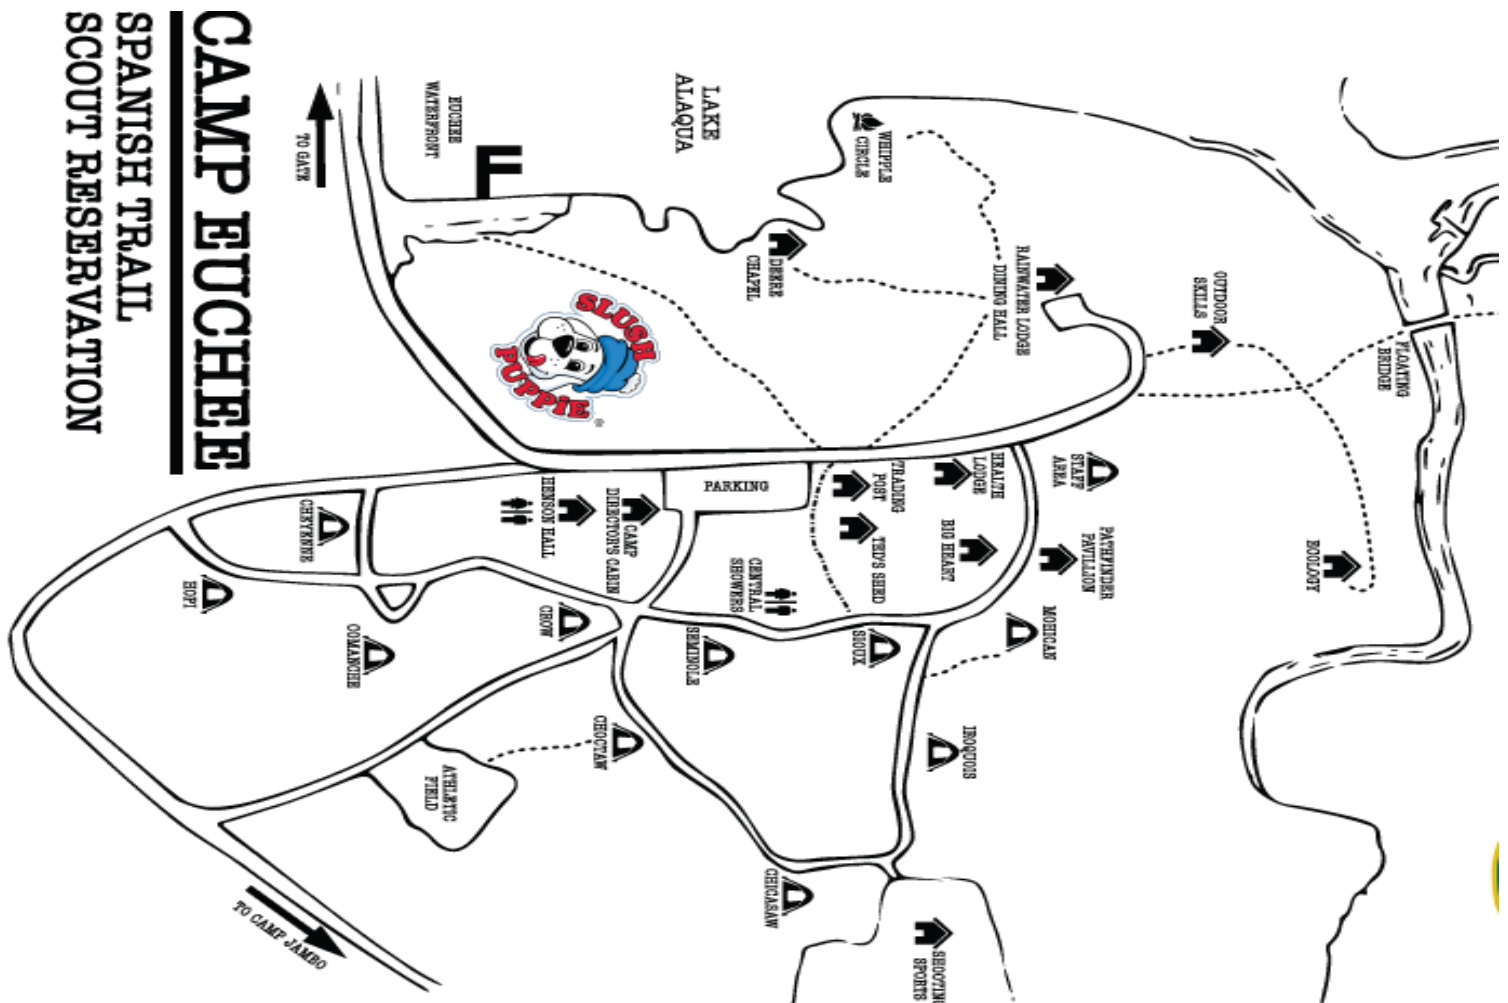 CAMP EUCHEE
SPANISH TRAIL
SCOUT RESERVATION
TO GATE
EUCHEE
WATERFRONT
LAKE
ALAQUA
WHIPPLE
CIRCLE
DEERE
CHAPEL
RAINWATER LODGE
DINING HALL
OUTDOOR
SKILLS
FLOATING
BRIDGE
SLUSH
PUPPiE
®
PARKING
TRADING
POST
HEALTH
LODGE
STAFF
AREA
CHEYENNE
HENSON HALL
CAMP
DIRECTOR'S CABIN
TED'S SHED
BIG HEART
PATHFINDER
PAVILLION
ECOLOGY
HOPI
COMANCHE
CROW
CENTRAL
SHOWERS
SEMINOLE
SIOUX
MOHICAN
CHOCTAW
IROQUOIS
ATHLETIC
FIELD
CHICASAW
SHOOTING
SPORTS
TO CAMP JAMBO